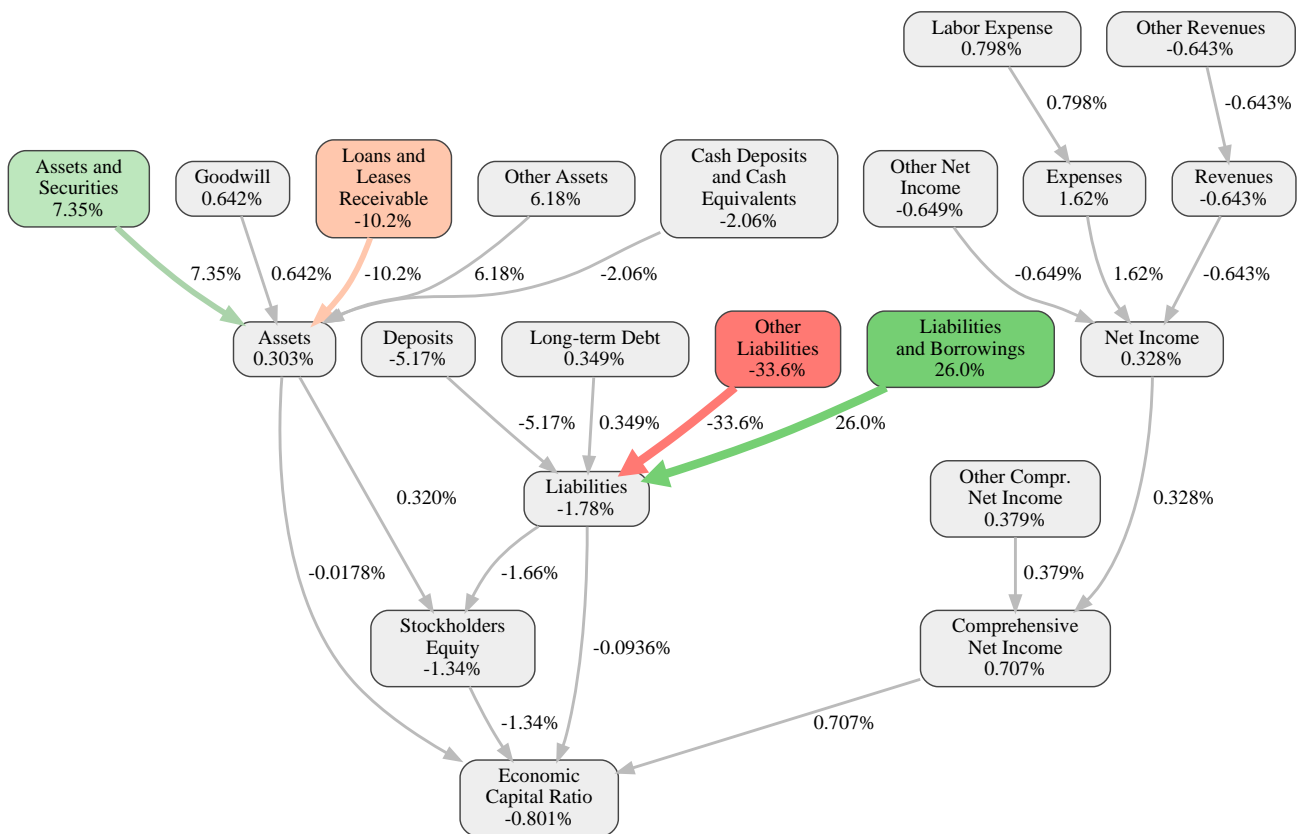 Labor Expense
0.798%
Other Revenues
-0.643%
0.798%
-0.643%
Assets and
Securities
7.35%
Goodwill
0.642%
Loans and
Leases
Receivable
-10.2%
Other Assets
6.18%
Cash Deposits
and Cash
Equivalents
-2.06%
Other Net
Income
-0.649%
Expenses
1.62%
Revenues
-0.643%
7.35%
0.642%
-10.2%
6.18%
-2.06%
-0.649%
1.62%
-0.643%
Assets
0.303%
Deposits
-5.17%
Long-term Debt
0.349%
Other
Liabilities
-33.6%
Liabilities
and Borrowings
26.0%
Net Income
0.328%
-5.17%
0.349%
-33.6%
26.0%
0.320%
Liabilities
-1.78%
Other Compr.
Net Income
0.379%
0.328%
-0.0178%
-1.66%
0.379%
Stockholders
Equity
-1.34%
-0.0936%
Comprehensive
Net Income
0.707%
-1.34%
0.707%
Economic
Capital Ratio
-0.801%